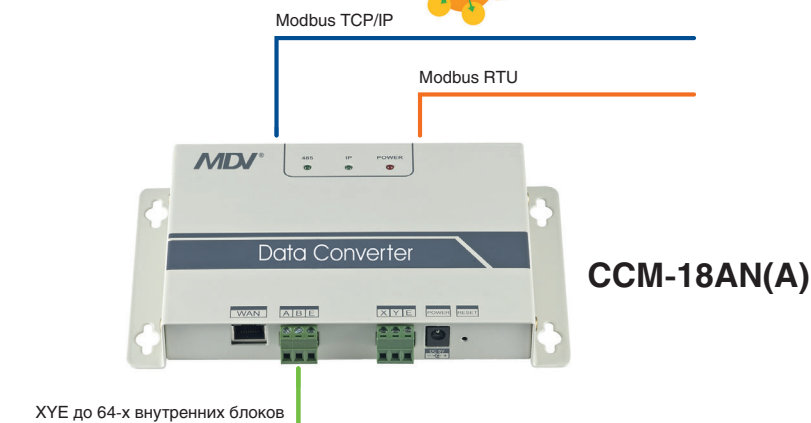 Modbus TCP/IP
Modbus RTU
MDV®
485 IP POWER
Data Converter
CCM-18AN(A)
WAN A B E X Y E POWER RESET
XYE до 64-х внутренних блоков